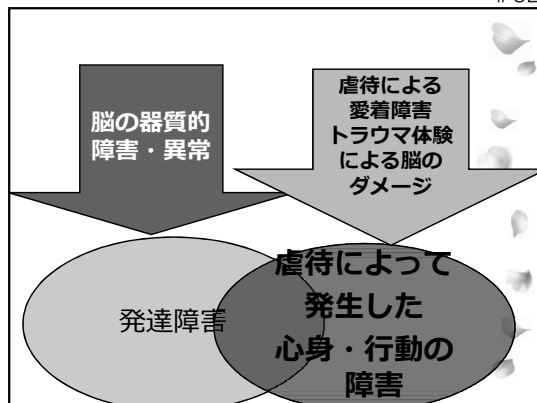 脳の器質的
障害・異常
虐待による
愛着障害
トラウマ体験
による脳の
ダメージ
発達障害
虐待によって
発生した
心身・行動の
障害